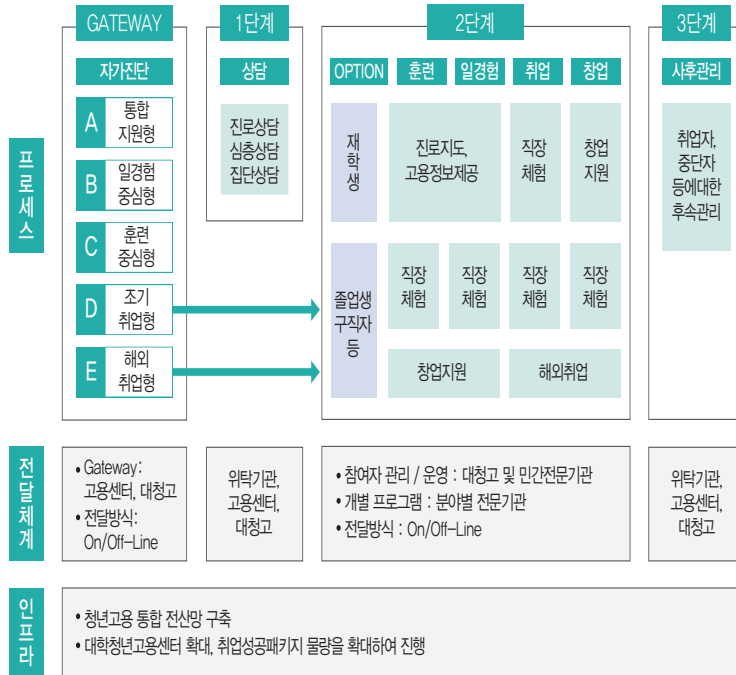 GATEWAY
1단계
2단계
3단계
자가진단
상담
OPTION
훈련
일경험
취업
창업
사후관리
프로세스
A
통합
지원형
B
일경험
중심형
C
훈련
중심형
D
조기
취업형
E
해외
취업형
진로상담
심층상담
집단상담
재
학
생
진로지도,
고용정보제공
직장
체험
창업
지원
졸업생
구직자
등
직장
체험
직장
체험
직장
체험
직장
체험
창업지원
해외취업
취업자,
중단자
등에대한
후속관리
전달체계
• Gateway:
고용센터, 대청고
• 전달방식:
On/Off-Line
위탁기관,
고용센터,
대청고
• 참여자 관리 / 운영 : 대청고 및 민간전문기관
• 개별 프로그램 : 분야별 전문기관
• 전달방식 : On/Off-Line
위탁기관,
고용센터,
대청고
인프라
• 청년고용 통합 전산망 구축
• 대학청년고용센터 확대, 취업성공패키지 물량을 확대하여 진행